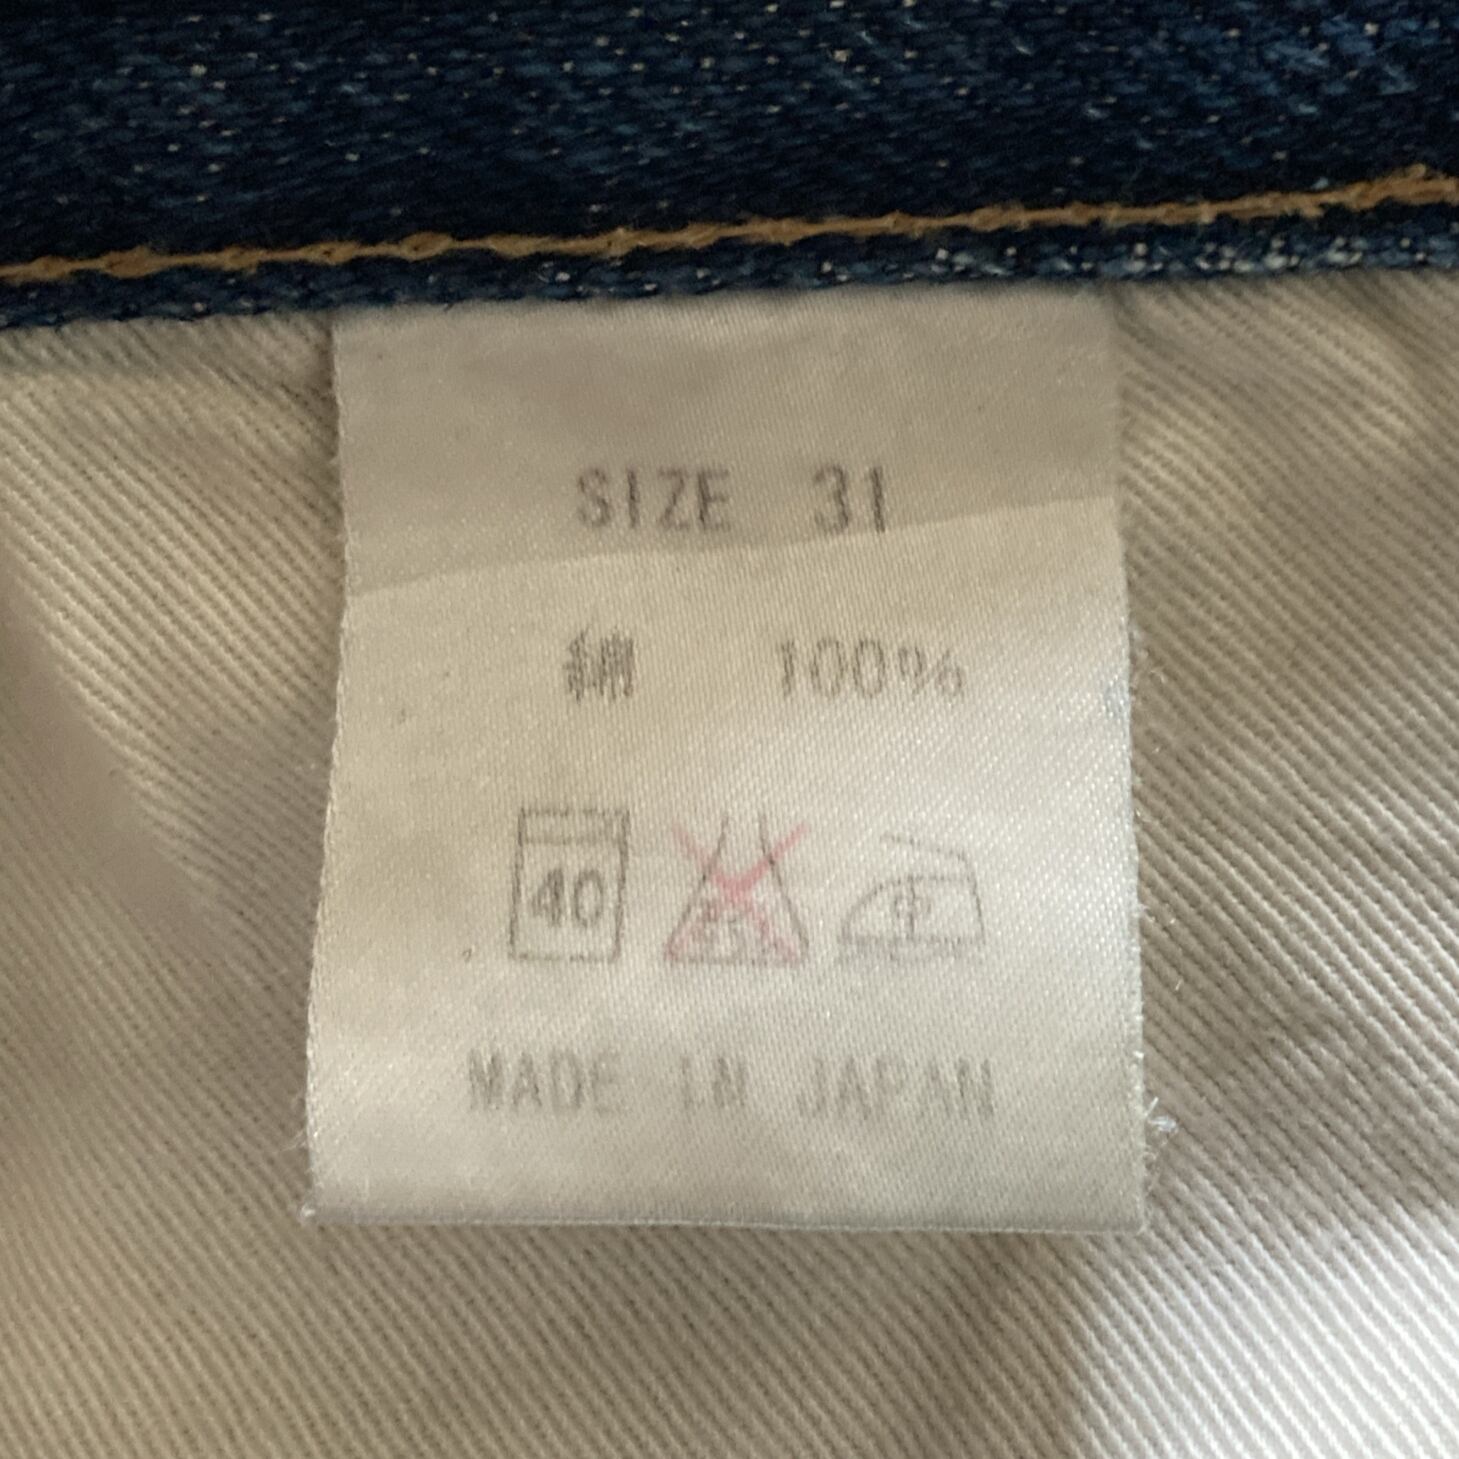 SIZE 31
綿 100%
40 中
MADE IN JAPAN